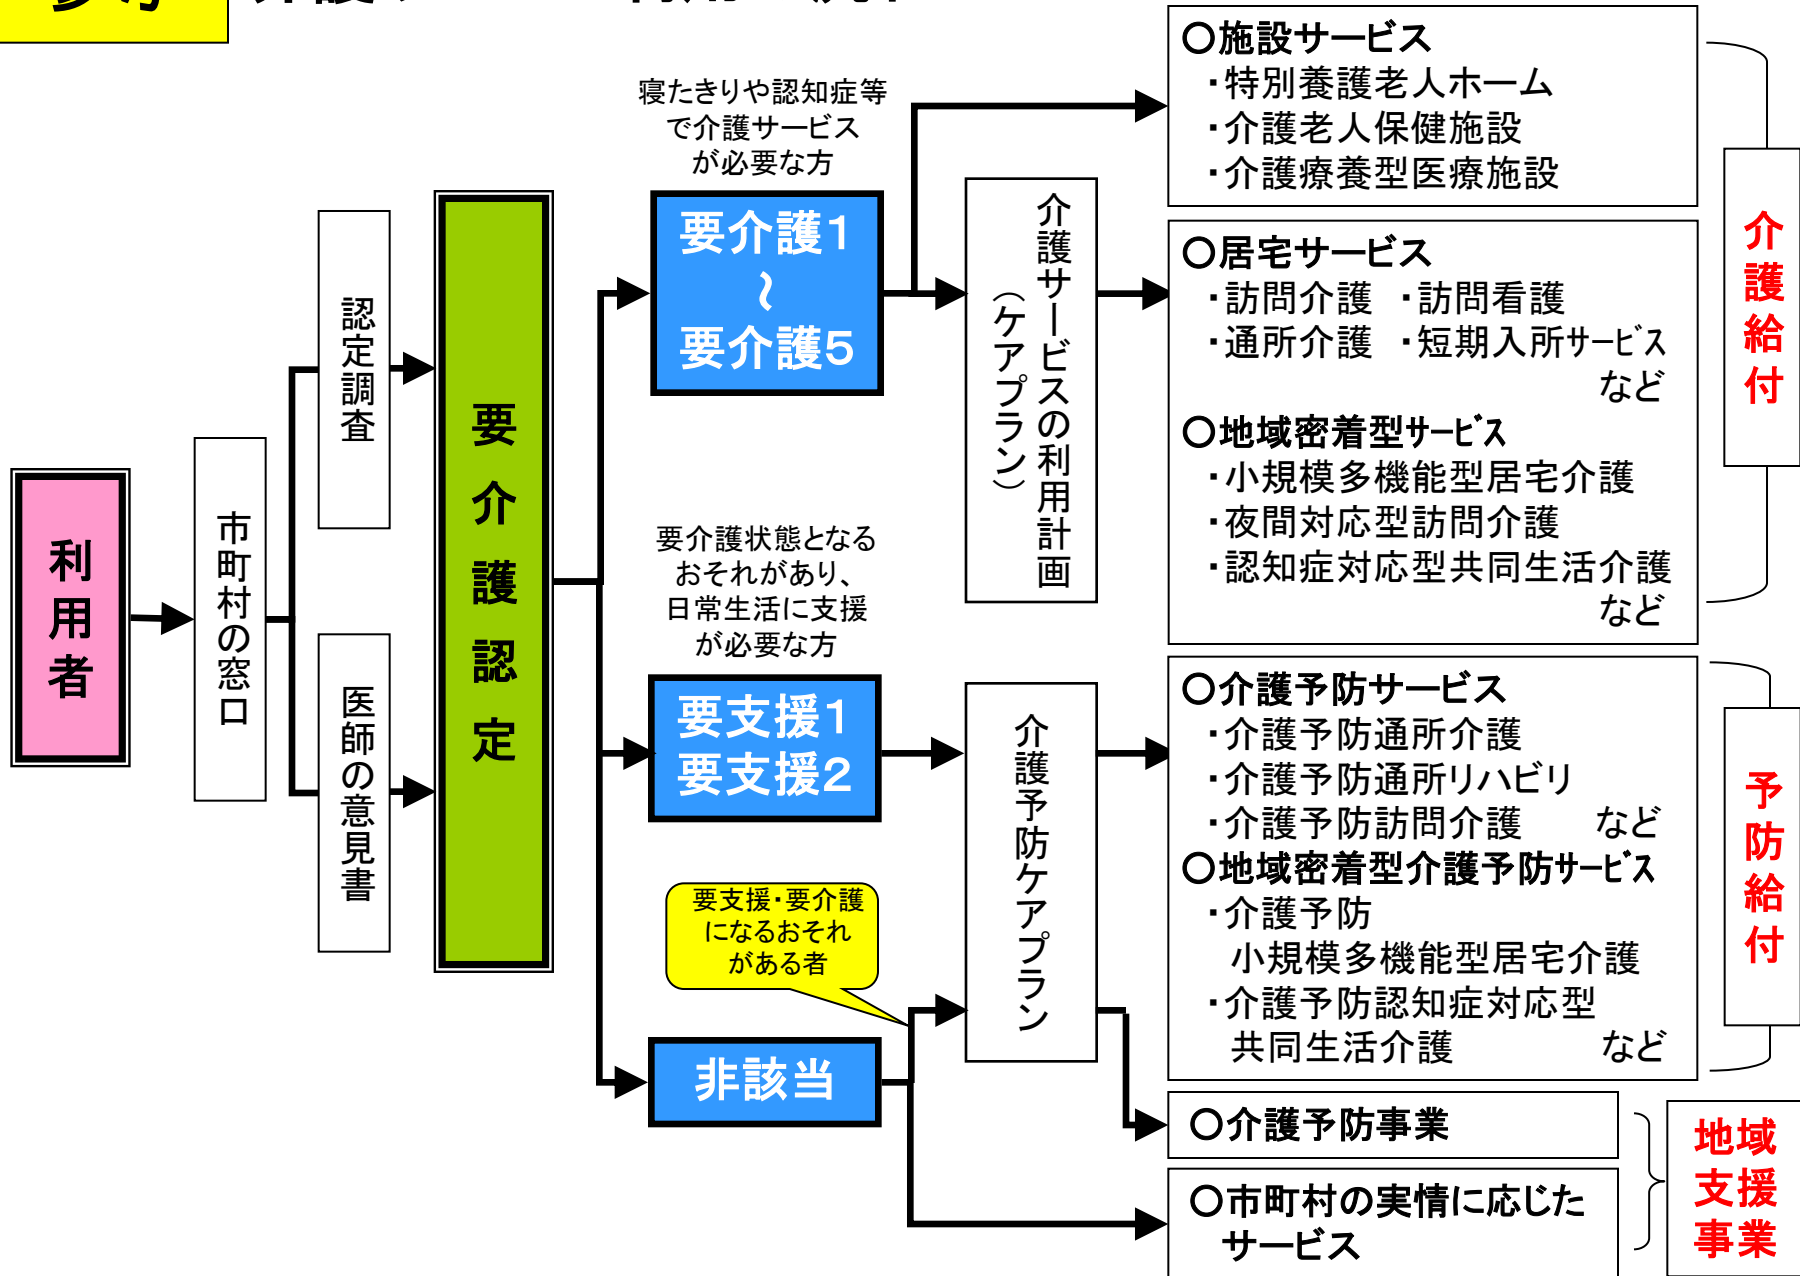 利用者
市町村の窓口
認定調査
医師の意見書
要介護認定
寝たきりや認知症等
で介護サービス
が必要な方
要介護1
～
要介護5
要介護状態となる
おそれがあり、
日常生活に支援
が必要な方
要支援1
要支援2
要支援・要介護
になるおそれ
がある者
非該当
介護サービスの利用計画
（ケアプラン）
介護予防ケアプラン
○施設サービス
・特別養護老人ホーム
・介護老人保健施設
・介護療養型医療施設
○居宅サービス
・訪問介護 ・訪問看護
・通所介護 ・短期入所サービス
など
○地域密着型サービス
・小規模多機能型居宅介護
・夜間対応型訪問介護
・認知症対応型共同生活介護
など
介護給付
○介護予防サービス
・介護予防通所介護
・介護予防通所リハビリ
・介護予防訪問介護 など
○地域密着型介護予防サービス
・介護予防
小規模多機能型居宅介護
・介護予防認知症対応型
共同生活介護 など
予防給付
○介護予防事業
○市町村の実情に応じた
サービス
地域
支援
事業